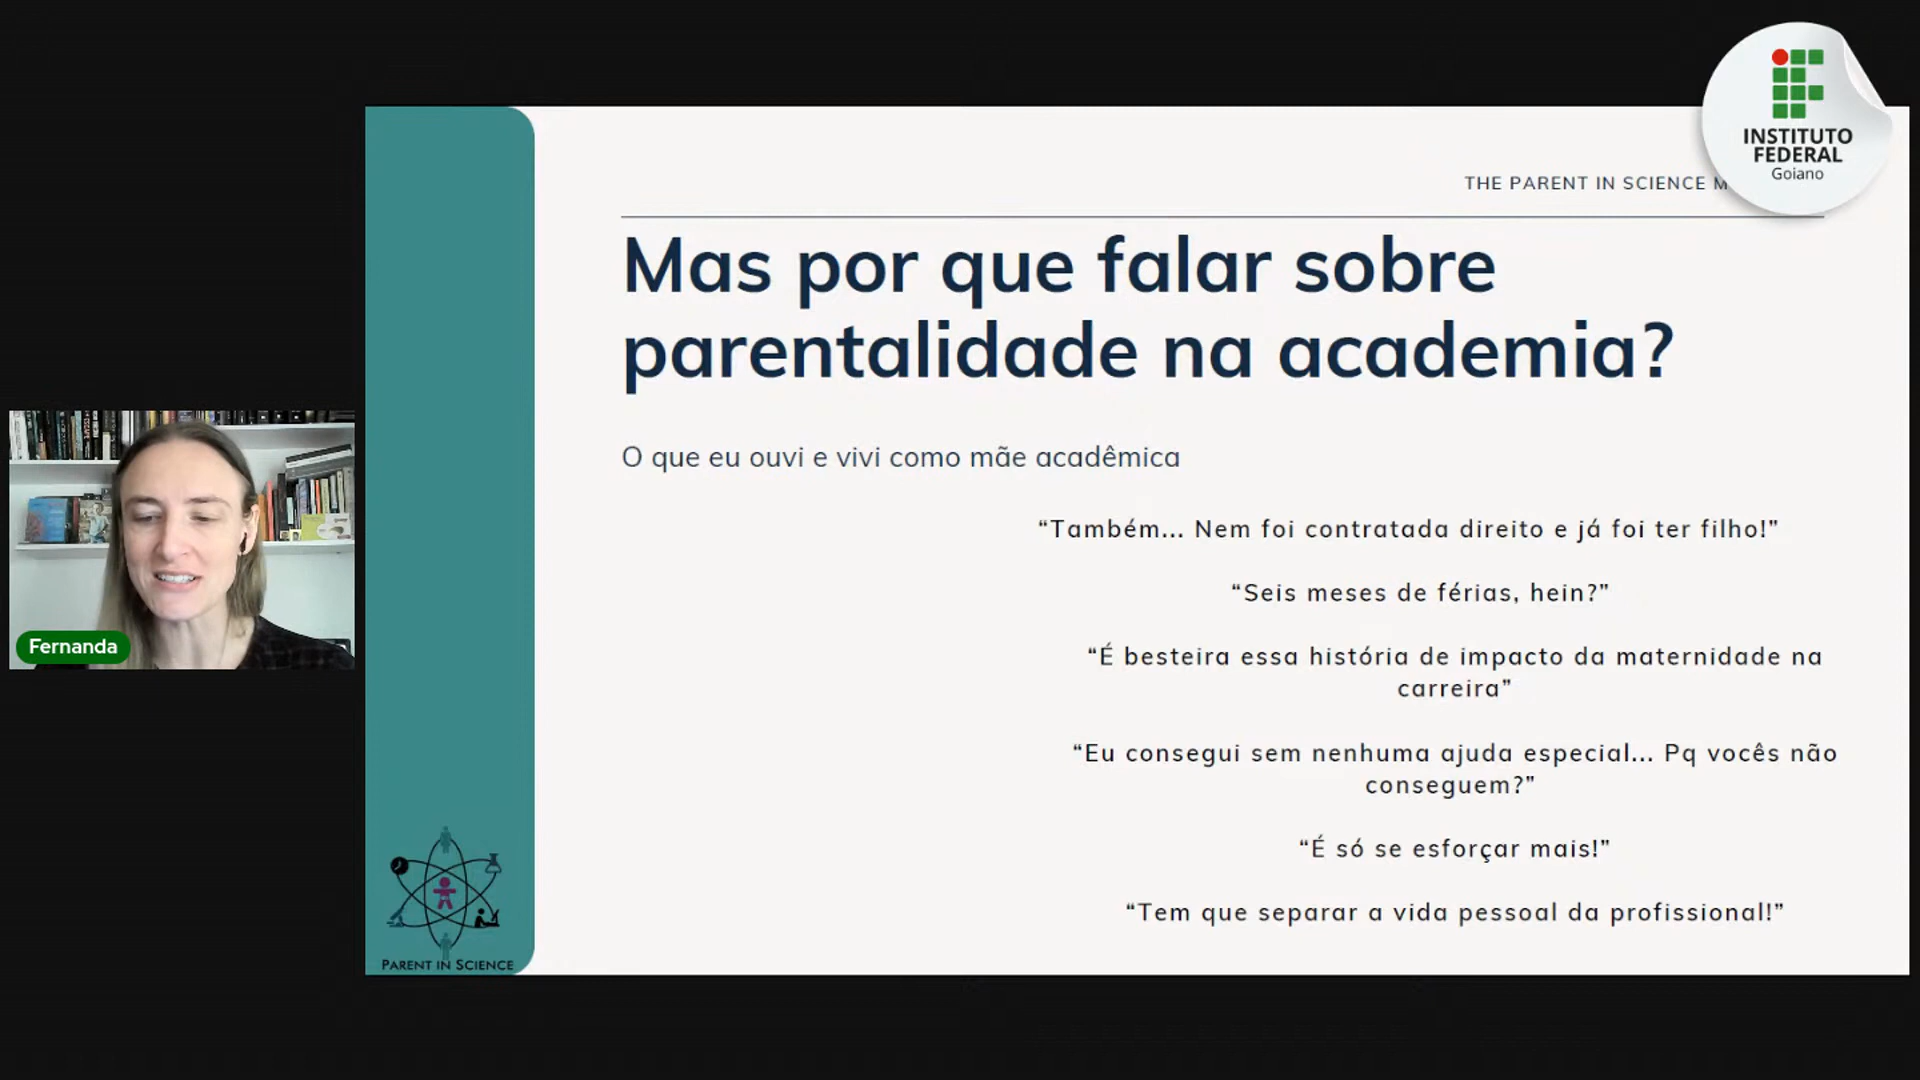 INSTITUTO
FEDERAL
Goiano
THE PARENT IN SCIENCE M
Mas por que falar sobre
parentalidade na academia?
O que eu ouvi e vivi como mãe acadêmica
“Também... Nem foi contratada direito e já foi ter filho!”
“Seis meses de férias, hein?”
“É besteira essa história de impacto da maternidade na
carreira”
“Eu consegui sem nenhuma ajuda especial... Pq vocês não
conseguem?”
“É só se esforçar mais!”
“Tem que separar a vida pessoal da profissional!”
Fernanda
PARENT IN SCIENCE